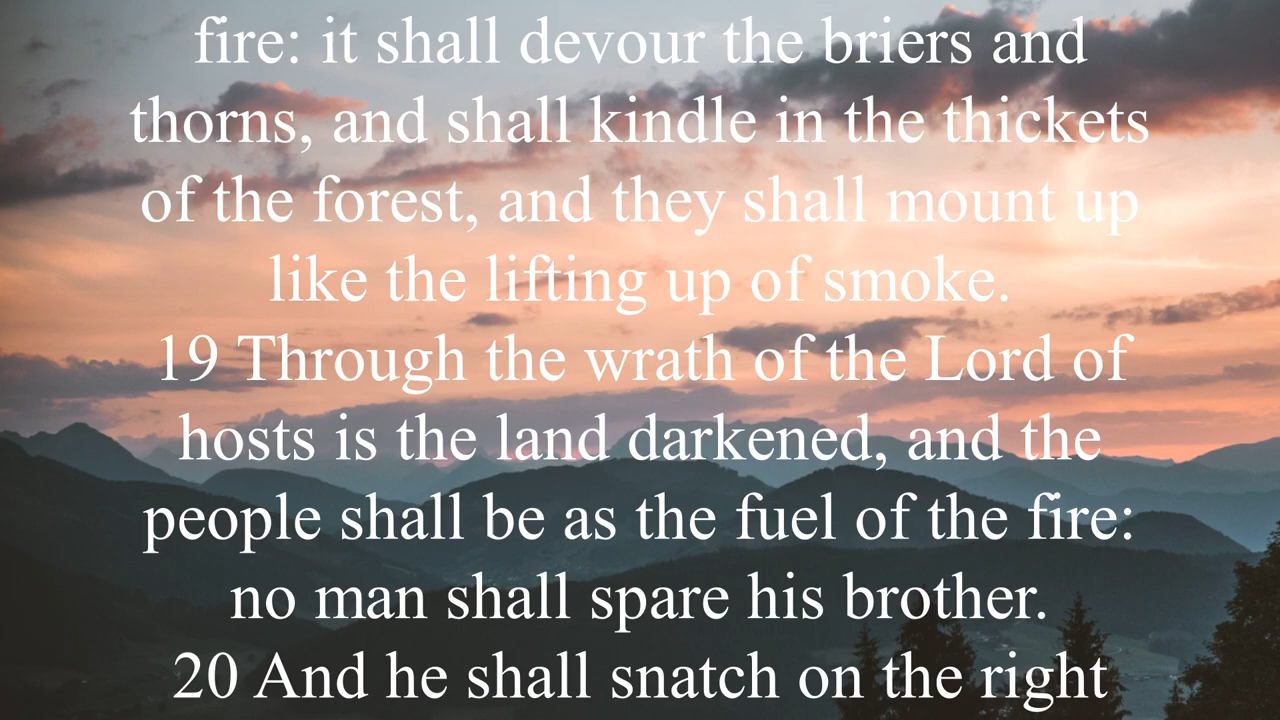 fire: it shall devour the briers and
thorns, and shall kindle in the thickets
of the forest, and they shall mount up
like the lifting up of smoke.
19 Through the wrath of the Lord of
hosts is the land darkened, and the
people shall be as the fuel of the fire:
no man shall spare his brother.
20 And he shall snatch on the right